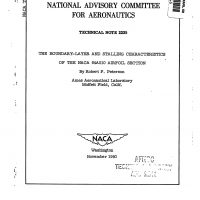 NATIONAL ADVISORY COMMITTEE
FOR AERONAUTICS
TECHNICAL NOTE 2235
THE BOUNDARY-LAYER AND STALLING CHARACTERISTICS
OF THE NACA 64A010 AIRFOIL SECTION
By Robert F. Peterson
Ames Aeronautical Laboratory
Moffett Field, Calif.
NACA
Washington
November 1950